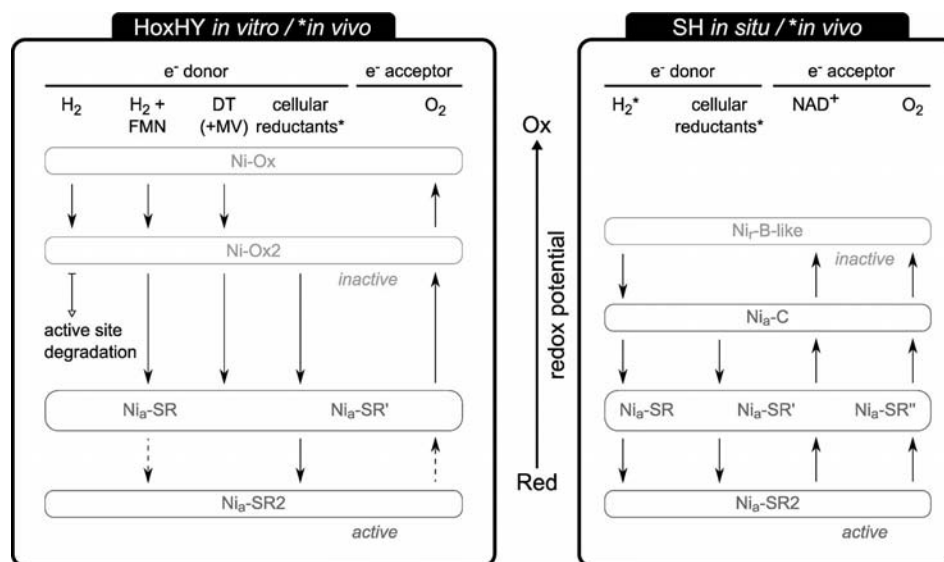 HoxHY in vitro / *in vivo
e- donor
e- acceptor
H2
H2 +
FMN
DT
(+MV)
cellular
reductants*
O2
Ni-Ox
Ni-Ox2
inactive
active site
degradation
Nia-SR
Nia-SR'
Nia-SR2
active
Ox
redox potential
Red
SH in situ / *in vivo
e- donor
e- acceptor
H2*
cellular
reductants*
NAD+
O2
Nir-B-like
inactive
Nia-C
Nia-SR
Nia-SR'
Nia-SR"
Nia-SR2
active